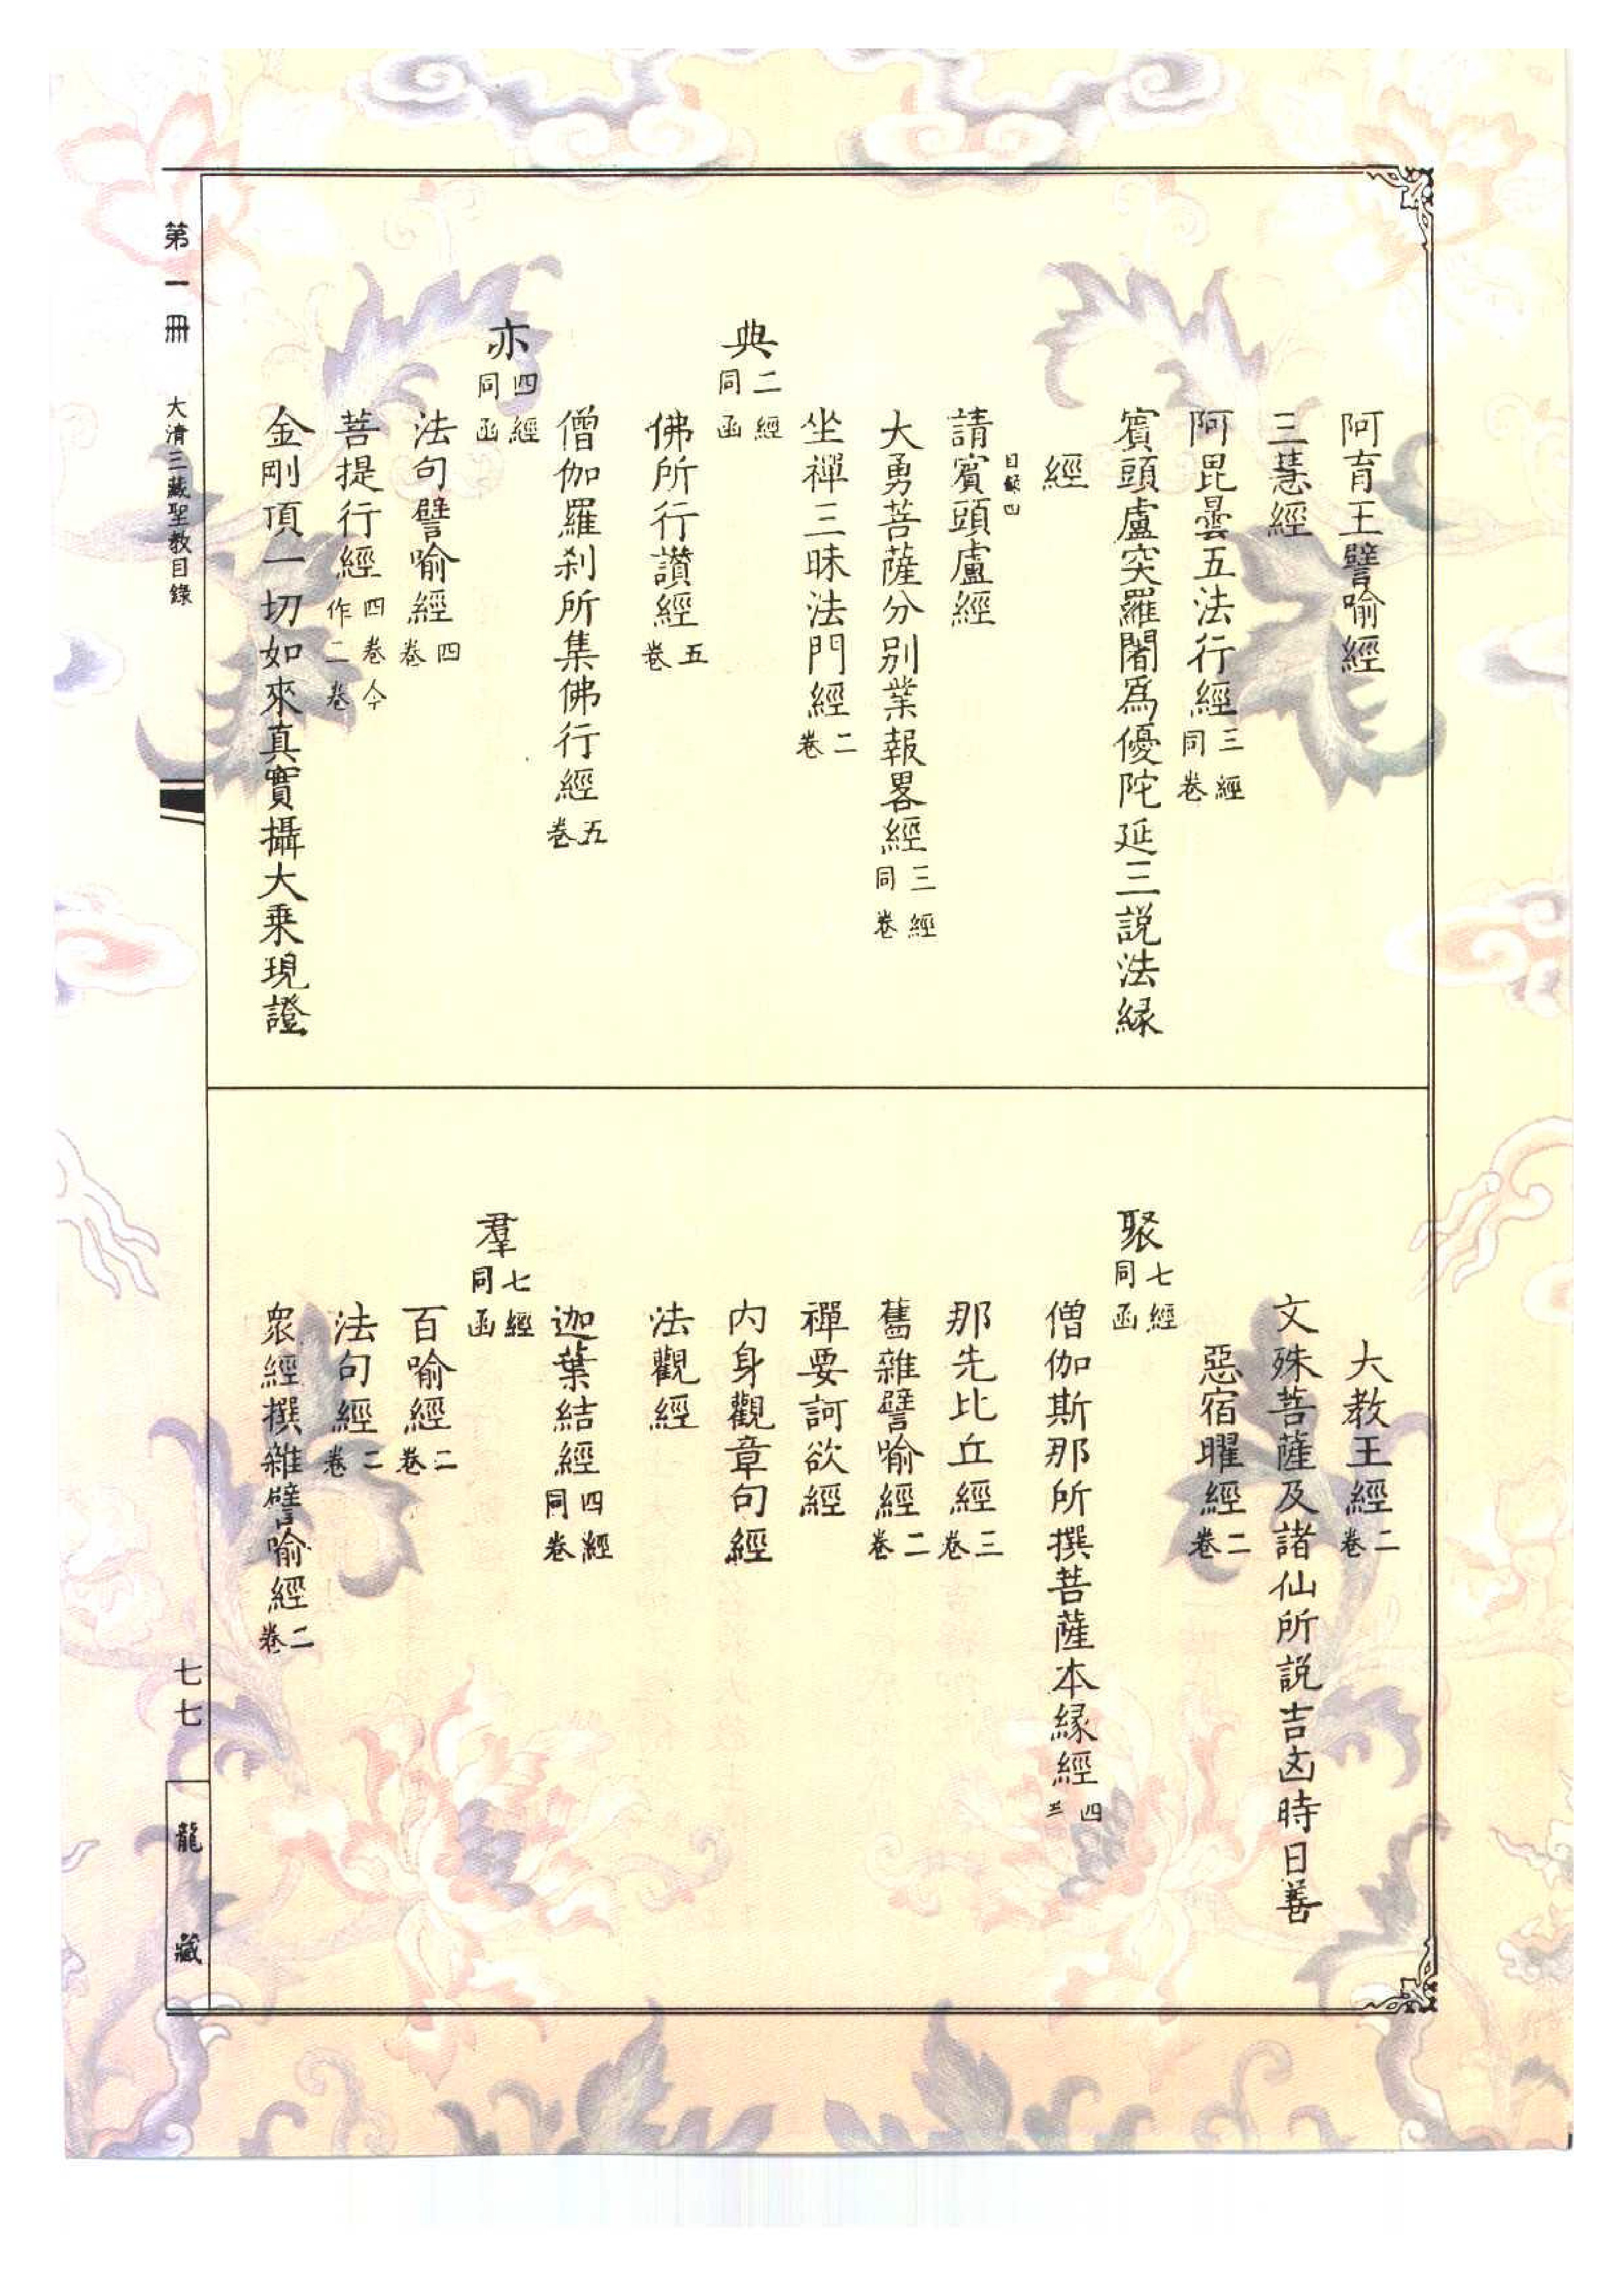 阿育王譬喻經
三慧經
阿毘曇五法行經三經同卷
賓頭盧突羅闍爲優陀延三説法緣
經
目録四
請賓頭盧經
大勇菩薩分別業報畧經三經同卷
坐禪三昧法門經二卷
典二經同函
佛所行讚經五卷
僧伽羅刹所集佛行經五卷
亦四經同函
法句譬喻經四卷
菩提行經四卷今作二卷
金剛頂一切如來真實攝大乘現證
大教王經二卷
文殊菩薩及諸仙所説吉凶時日善
惡宿曜經二卷
聚七經同函
僧伽斯那所撰菩薩本緣經四
那先比丘經三卷
舊雜譬喻經二卷
禪要訶欲經
内身觀章句經
法觀經
迦葉結經四經同卷
羣七經同函
百喻經二卷
法句經二卷
衆經撰雜譬喻經二卷
第一冊 大清三藏聖教目錄
七七
龍藏